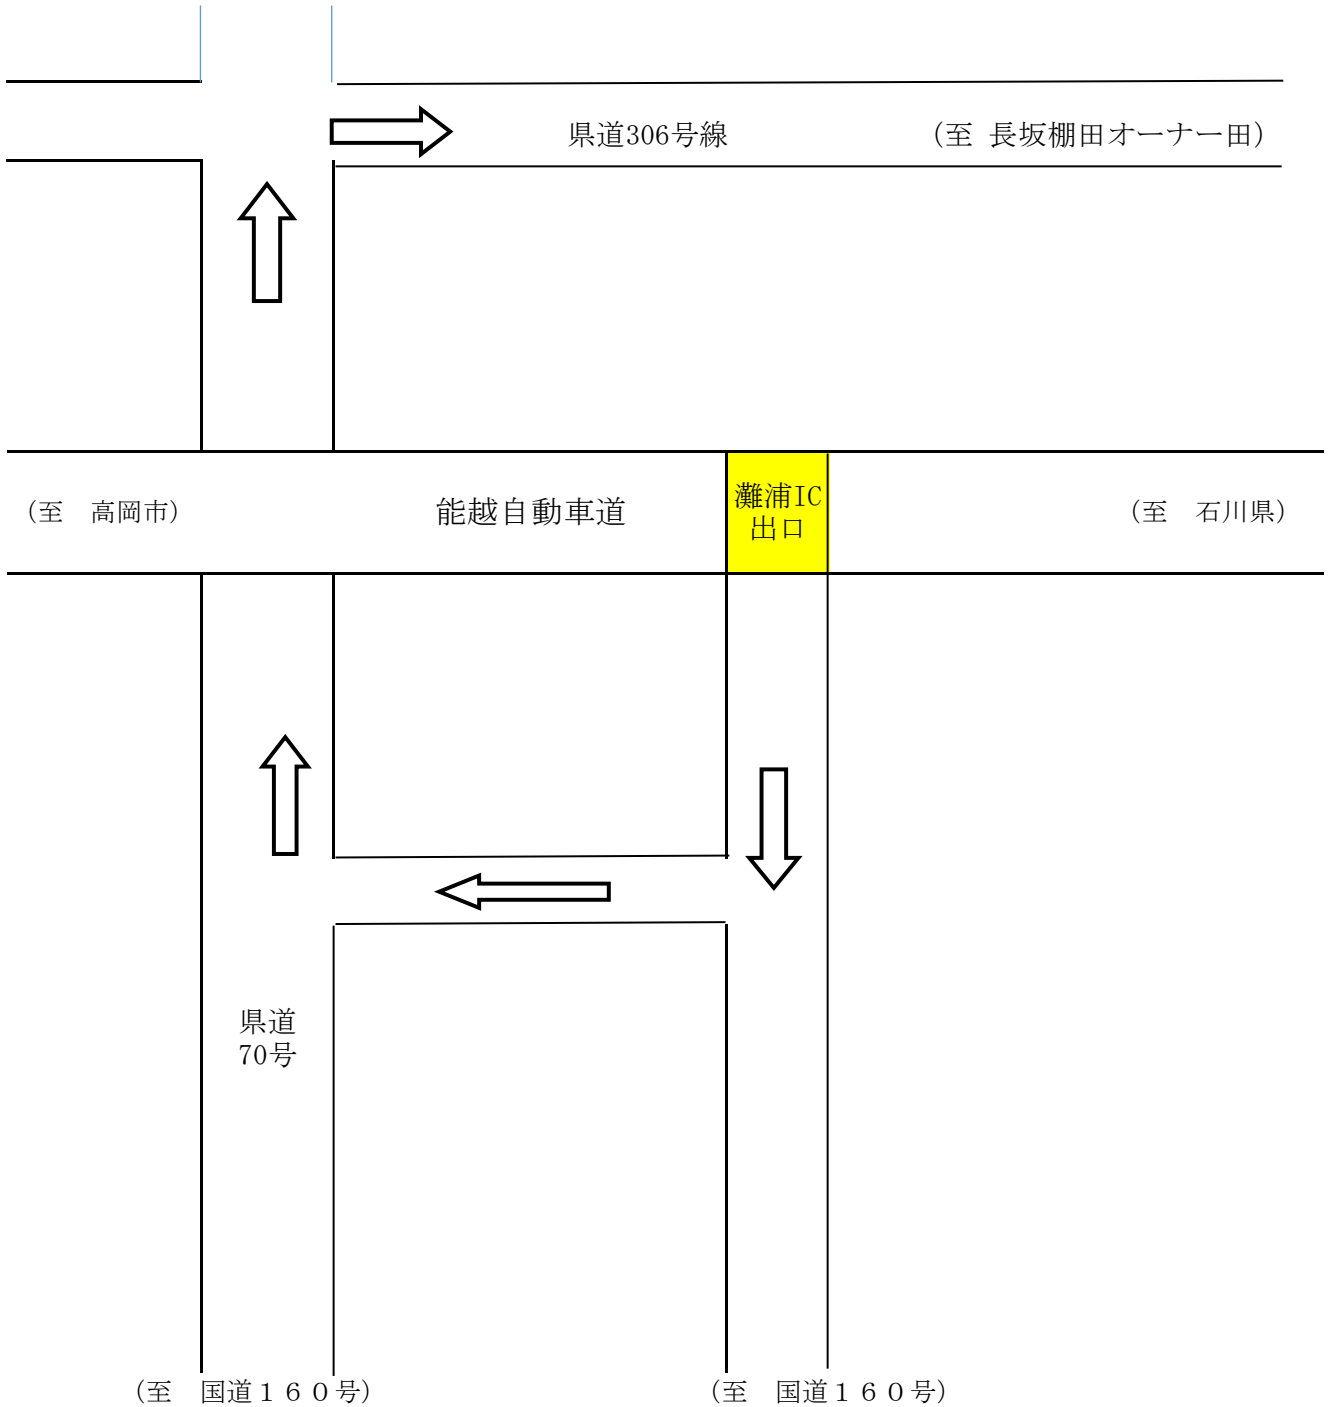 県道306号線
（至 長坂棚田オーナー田）
（至　高岡市）
能越自動車道
灘浦IC
出口
（至　石川県）
県道
70号
（至　国道１６０号）
（至　国道１６０号）